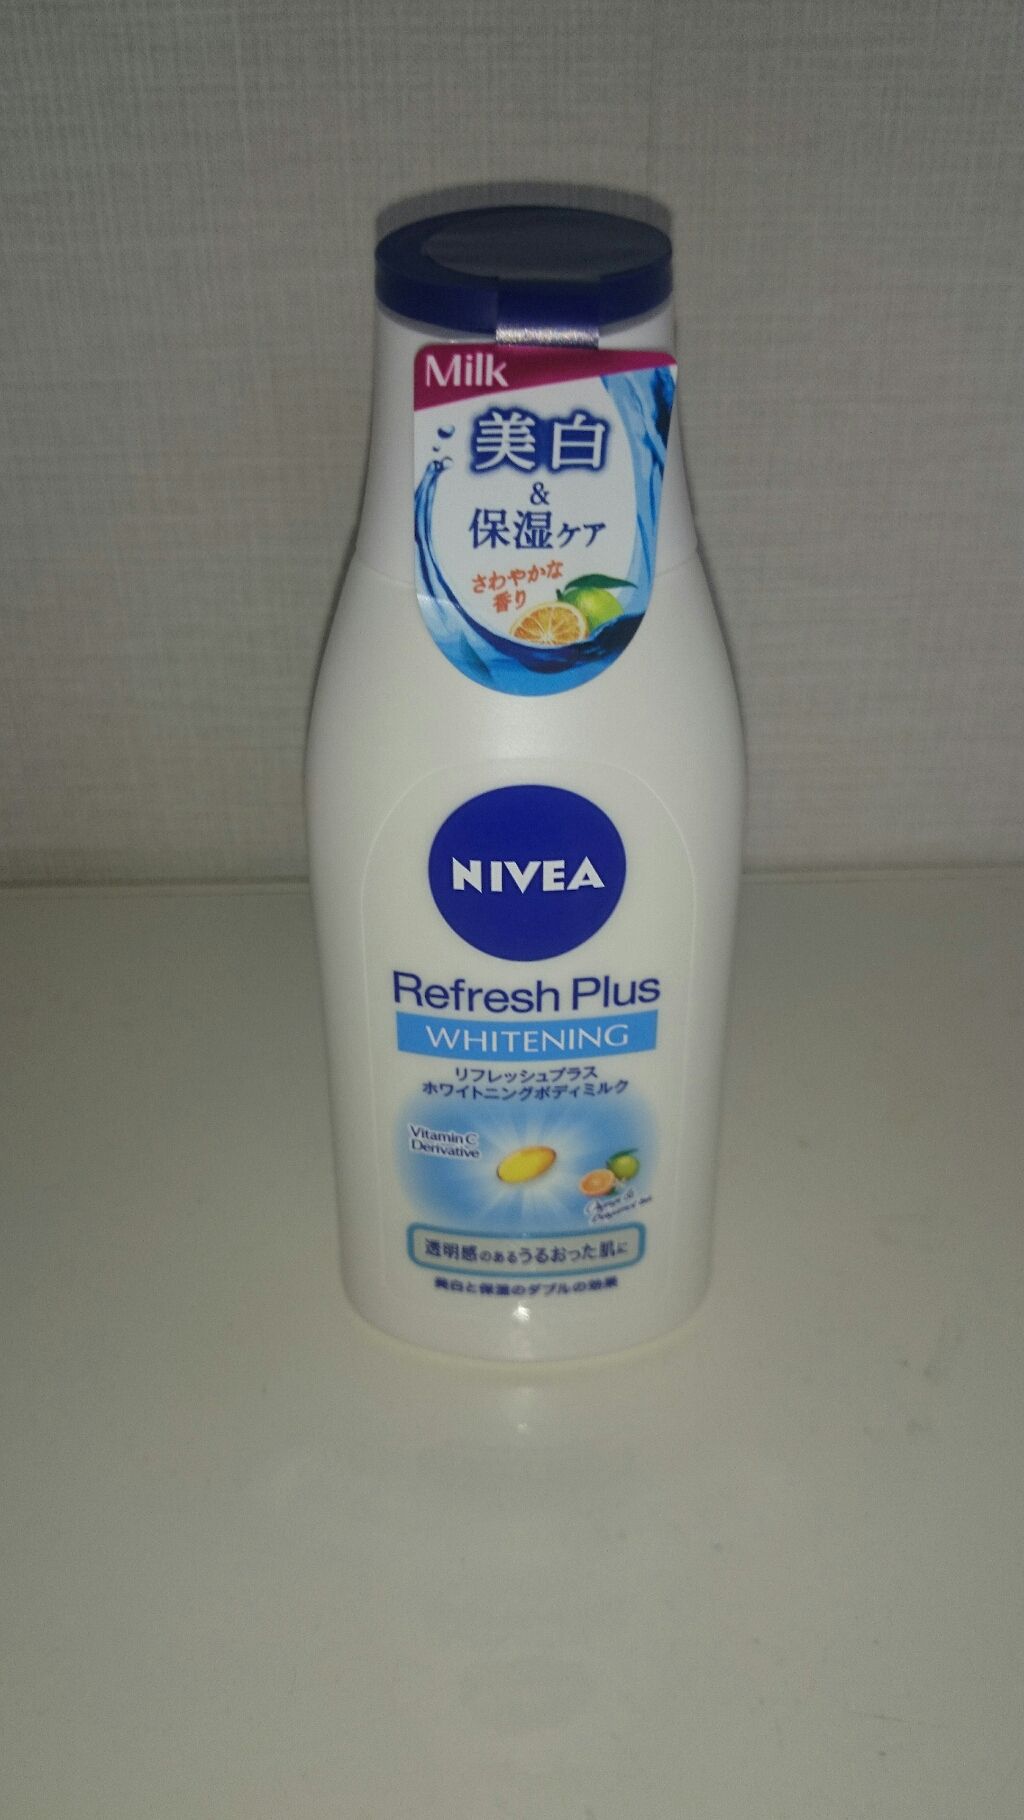 Milk
美白
&
保湿ケア
さわやかな
香り
NIVEA
Refresh Plus
WHITENING
リフレッシュプラス
ホワイトニングボディミルク
Vitamin C
Derivative
透明感のあるうるおった肌に
美白と保湿のダブルの効果